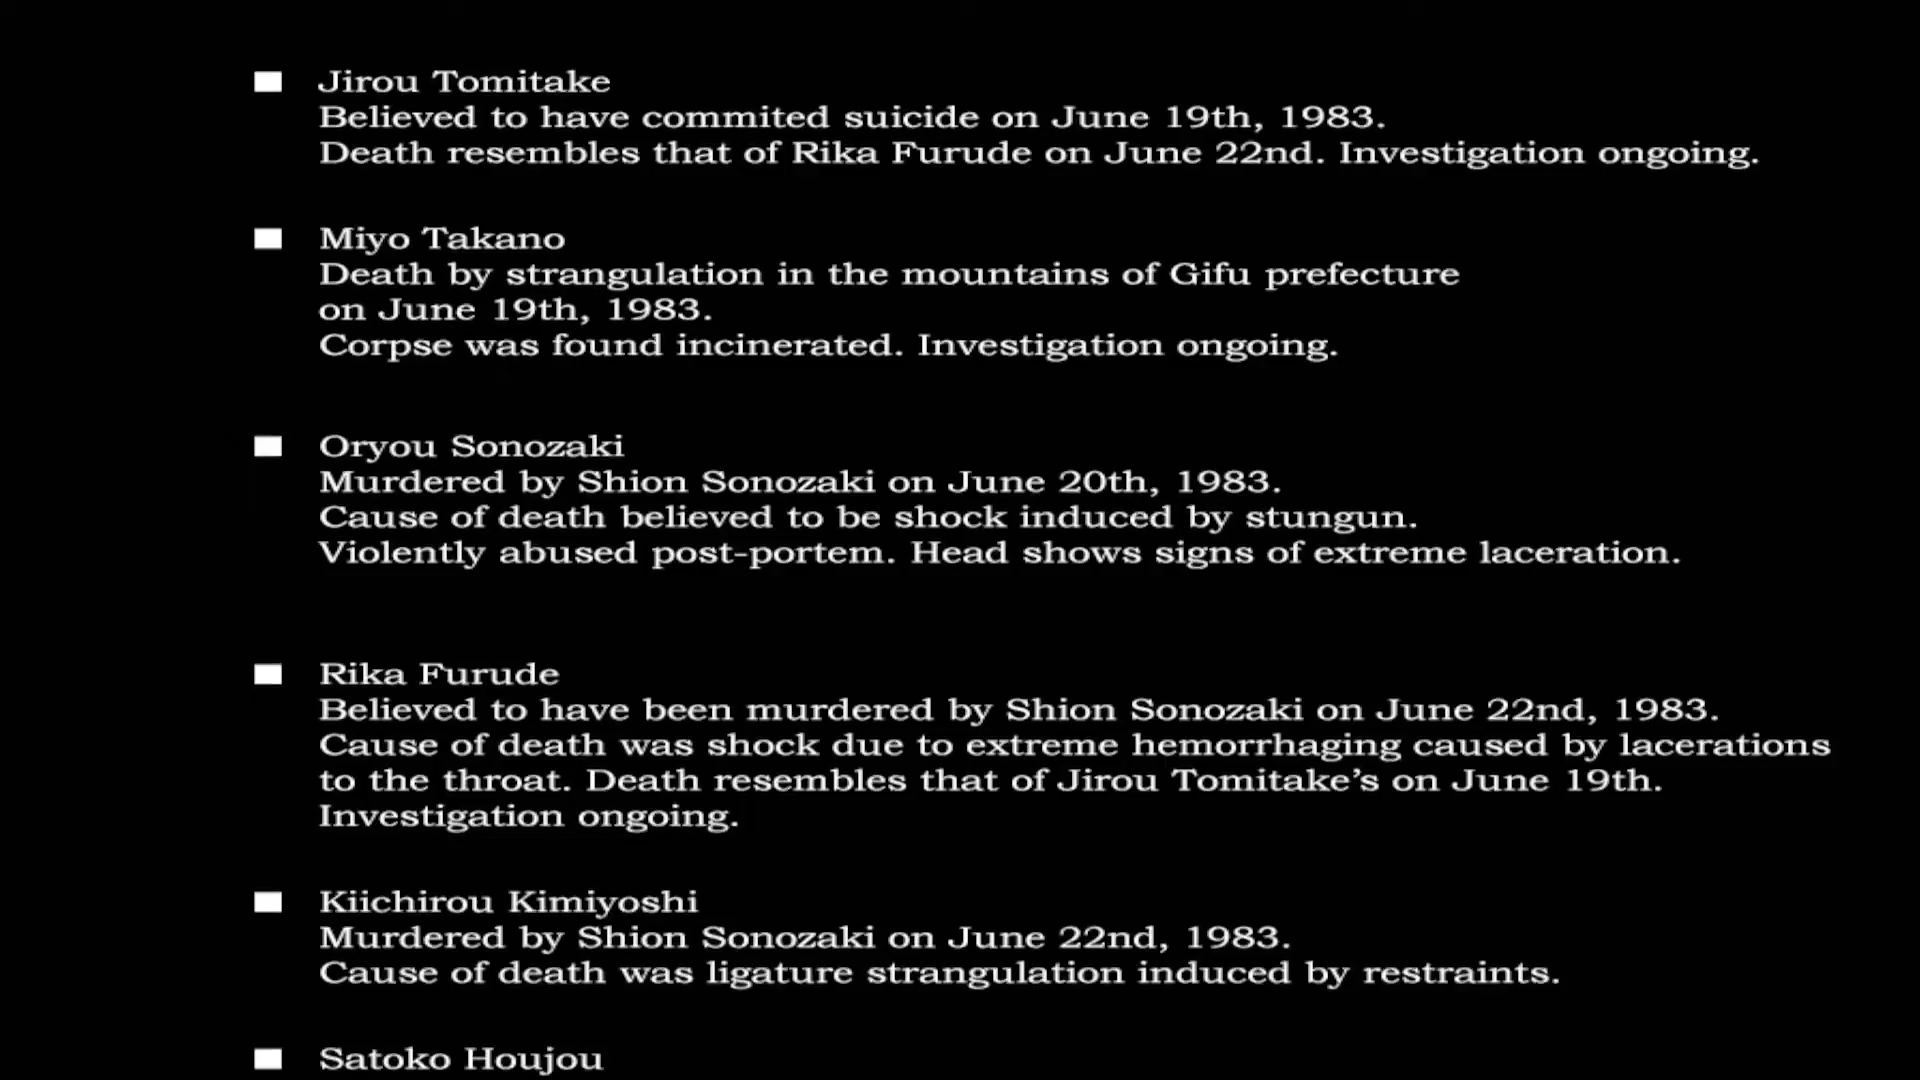 Jirou Tomitake
Believed to have commited suicide on June 19th, 1983.
Death resembles that of Rika Furude on June 22nd. Investigation ongoing.
Miyo Takano
Death by strangulation in the mountains of Gifu prefecture
on June 19th, 1983.
Corpse was found incinerated. Investigation ongoing.
Oryou Sonozaki
Murdered by Shion Sonozaki on June 20th, 1983.
Cause of death believed to be shock induced by stungun.
Violently abused post-portem. Head shows signs of extreme laceration.
Rika Furude
Believed to have been murdered by Shion Sonozaki on June 22nd, 1983.
Cause of death was shock due to extreme hemorrhaging caused by lacerations
to the throat. Death resembles that of Jirou Tomitake’s on June 19th.
Investigation ongoing.
Kiichirou Kimiyoshi
Murdered by Shion Sonozaki on June 22nd, 1983.
Cause of death was ligature strangulation induced by restraints.
Satoko Houjou